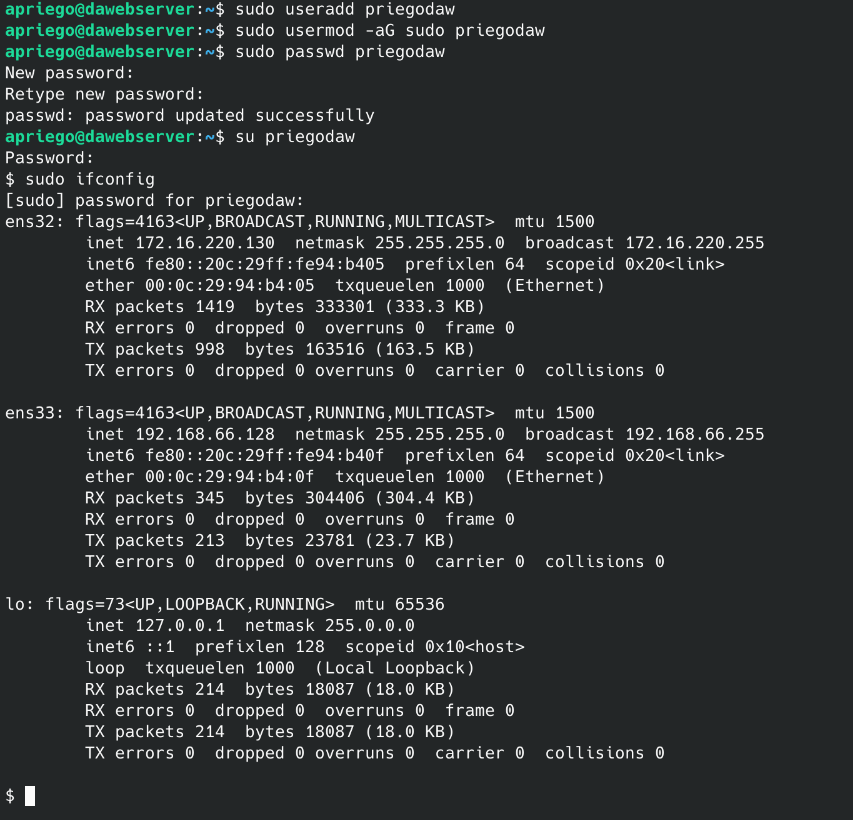 apriego@dawebserver:~$ sudo useradd priegodaw
apriego@dawebserver:~$ sudo usermod -aG sudo priegodaw
apriego@dawebserver:~$ sudo passwd priegodaw
New password:
Retype new password:
passwd: password updated successfully
apriego@dawebserver:~$ su priegodaw
Password:
$ sudo ifconfig
[sudo] password for priegodaw:
ens32: flags=4163<UP,BROADCAST,RUNNING,MULTICAST>  mtu 1500
        inet 172.16.220.130  netmask 255.255.255.0  broadcast 172.16.220.255
        inet6 fe80::20c:29ff:fe94:b405  prefixlen 64  scopeid 0x20<link>
        ether 00:0c:29:94:b4:05  txqueuelen 1000  (Ethernet)
        RX packets 1419  bytes 333301 (333.3 KB)
        RX errors 0  dropped 0  overruns 0  frame 0
        TX packets 998  bytes 163516 (163.5 KB)
        TX errors 0  dropped 0 overruns 0  carrier 0  collisions 0

ens33: flags=4163<UP,BROADCAST,RUNNING,MULTICAST>  mtu 1500
        inet 192.168.66.128  netmask 255.255.255.0  broadcast 192.168.66.255
        inet6 fe80::20c:29ff:fe94:b40f  prefixlen 64  scopeid 0x20<link>
        ether 00:0c:29:94:b4:0f  txqueuelen 1000  (Ethernet)
        RX packets 345  bytes 304406 (304.4 KB)
        RX errors 0  dropped 0  overruns 0  frame 0
        TX packets 213  bytes 23781 (23.7 KB)
        TX errors 0  dropped 0 overruns 0  carrier 0  collisions 0

lo: flags=73<UP,LOOPBACK,RUNNING>  mtu 65536
        inet 127.0.0.1  netmask 255.0.0.0
        inet6 ::1  prefixlen 128  scopeid 0x10<host>
        loop  txqueuelen 1000  (Local Loopback)
        RX packets 214  bytes 18087 (18.0 KB)
        RX errors 0  dropped 0  overruns 0  frame 0
        TX packets 214  bytes 18087 (18.0 KB)
        TX errors 0  dropped 0 overruns 0  carrier 0  collisions 0

$